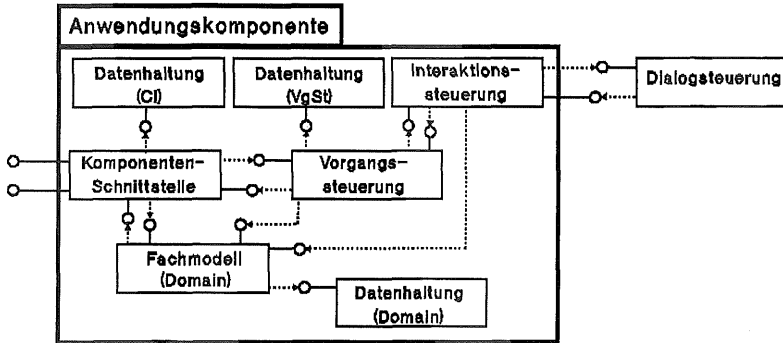 Anwendungskomponente
Datenhaltung
(CI)
Datenhaltung
(VgSt)
Interaktions-
steuerung
Dialogsteuerung
Komponenten-
Schnittstelle
Vorgangs-
steuerung
Fachmodell
(Domain)
Datenhaltung
(Domain)